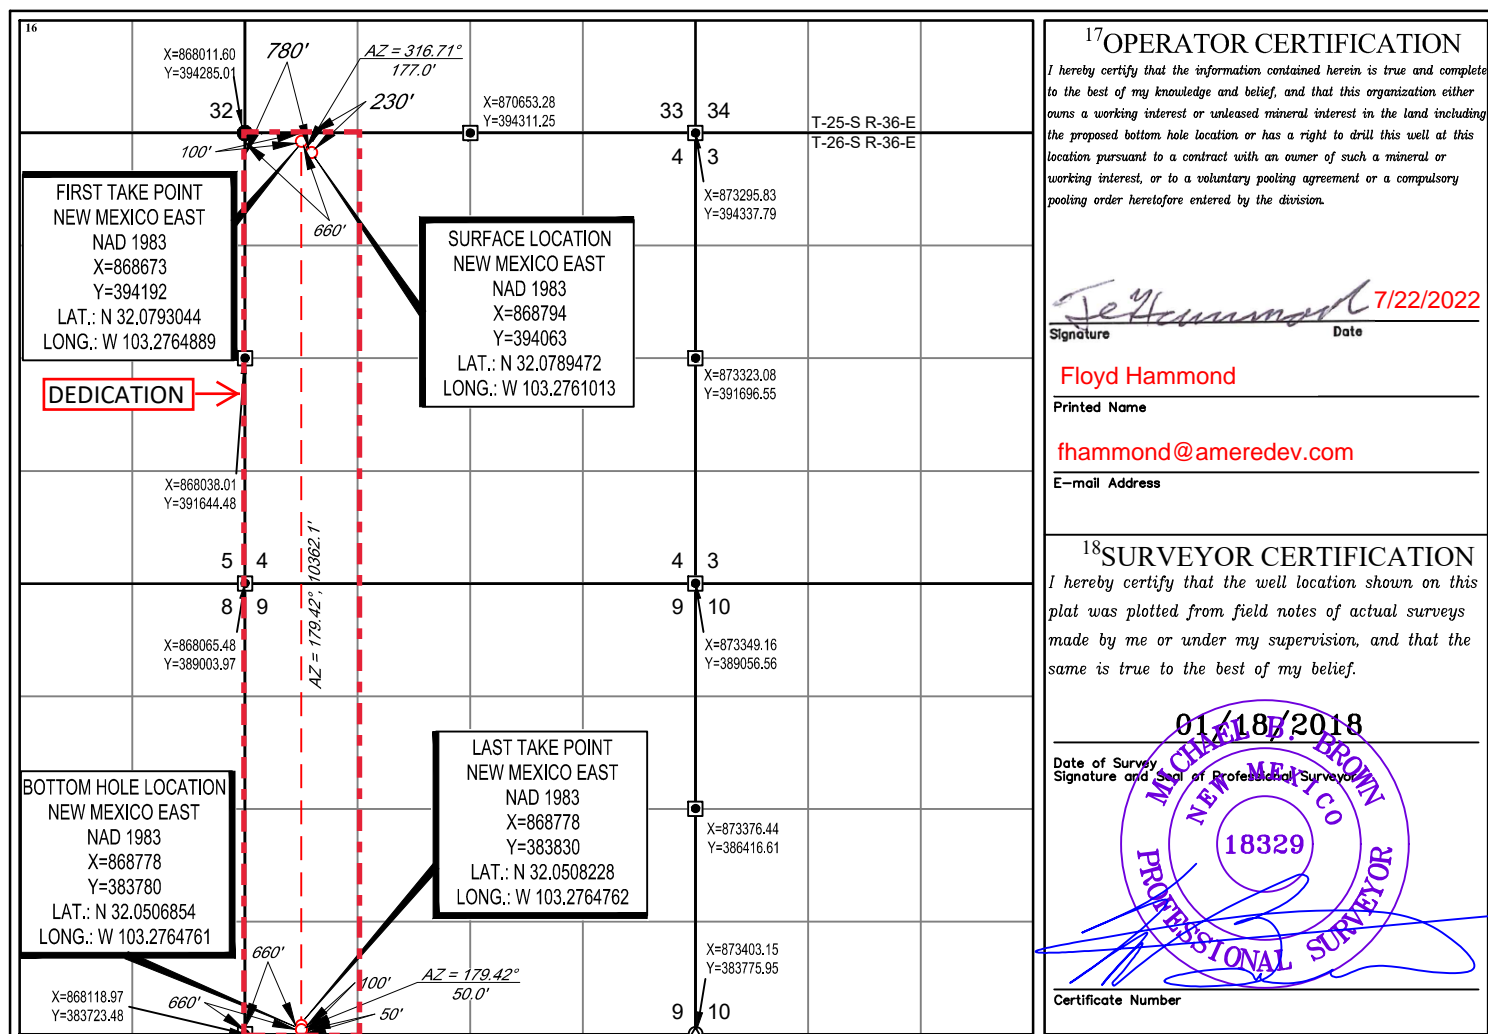 16
X=868011.60
Y=394285.01
780'
AZ = 316.71°
177.0'
230'
X=870653.28
Y=394311.25
32
33 34
T-25-S R-36-E
T-26-S R-36-E
4 3
100'
660'
X=873295.83
Y=394337.79
FIRST TAKE POINT
NEW MEXICO EAST
NAD 1983
X=868673
Y=394192
LAT.: N 32.0793044
LONG.: W 103.2764889
SURFACE LOCATION
NEW MEXICO EAST
NAD 1983
X=868794
Y=394063
LAT.: N 32.0789472
LONG.: W 103.2761013
DEDICATION
X=873323.08
Y=391696.55
X=868038.01
Y=391644.48
AZ = 179.42°, 10362.1'
5 4
8 9
4 3
9 10
X=868065.48
Y=389003.97
X=873349.16
Y=389056.56
LAST TAKE POINT
NEW MEXICO EAST
NAD 1983
X=868778
Y=383830
LAT.: N 32.0508228
LONG.: W 103.2764762
BOTTOM HOLE LOCATION
NEW MEXICO EAST
NAD 1983
X=868778
Y=383780
LAT.: N 32.0506854
LONG.: W 103.2764761
X=873376.44
Y=386416.61
X=873403.15
Y=383775.95
660'
660'
X=868118.97
Y=383723.48
100'
50'
AZ = 179.42°
50.0'
9 10
17 OPERATOR CERTIFICATION
I hereby certify that the information contained herein is true and complete
to the best of my knowledge and belief, and that this organization either
owns a working interest or unleased mineral interest in the land including
the proposed bottom hole location or has a right to drill this well at this
location pursuant to a contract with an owner of such a mineral or
working interest, or to a voluntary pooling agreement or a compulsory
pooling order heretofore entered by the division.
7/22/2022
Signature Date
Floyd Hammond
Printed Name
fhammond@ameredev.com
E-mail Address
18 SURVEYOR CERTIFICATION
I hereby certify that the well location shown on this
plat was plotted from field notes of actual surveys
made by me or under my supervision, and that the
same is true to the best of my belief.
01/18/2018
Date of Survey
Signature and Seal of Professional Surveyor
MICHAEL B. BROWN
NEW MEXICO
18329
PROFESSIONAL SURVEYOR
Certificate Number